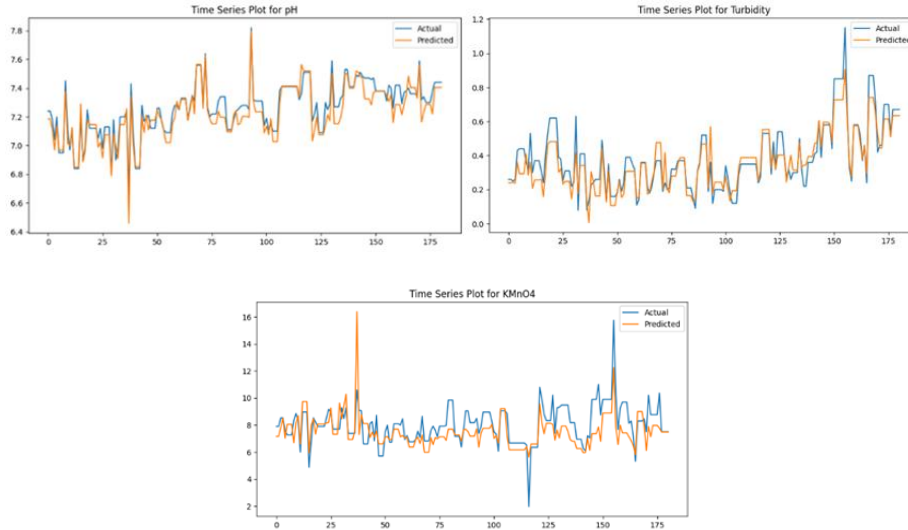 Time Series Plot for pH
Actual
Predicted
7.8
7.6
7.4
7.2
7.0
6.8
6.6
6.4
0 25 50 75 100 125 150 175
Time Series Plot for Turbidity
Actual
Predicted
1.2
1.0
0.8
0.6
0.4
0.2
0.0
0 25 50 75 100 125 150 175
Time Series Plot for KMnO4
Actual
Predicted
16
14
12
10
8
6
4
2
0 25 50 75 100 125 150 175